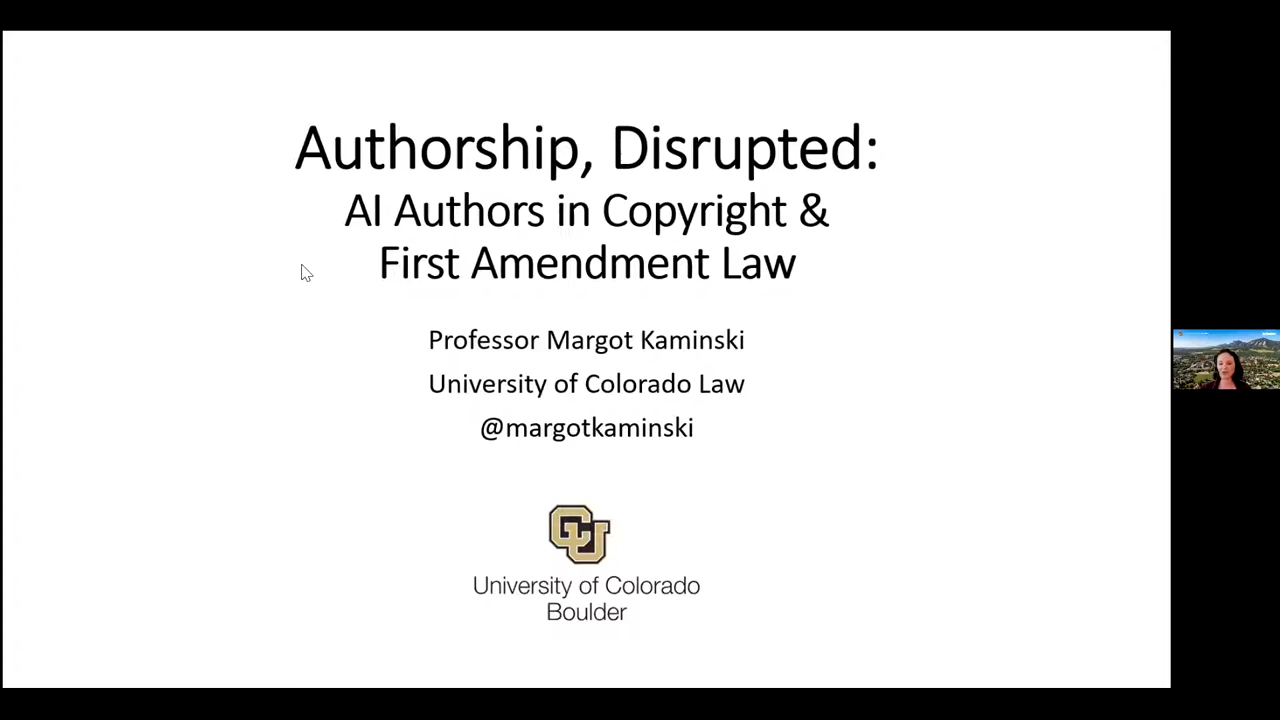 Authorship, Disrupted:
AI Authors in Copyright &
First Amendment Law
Professor Margot Kaminski
University of Colorado Law
@margotkaminski
CU
University of Colorado
Boulder